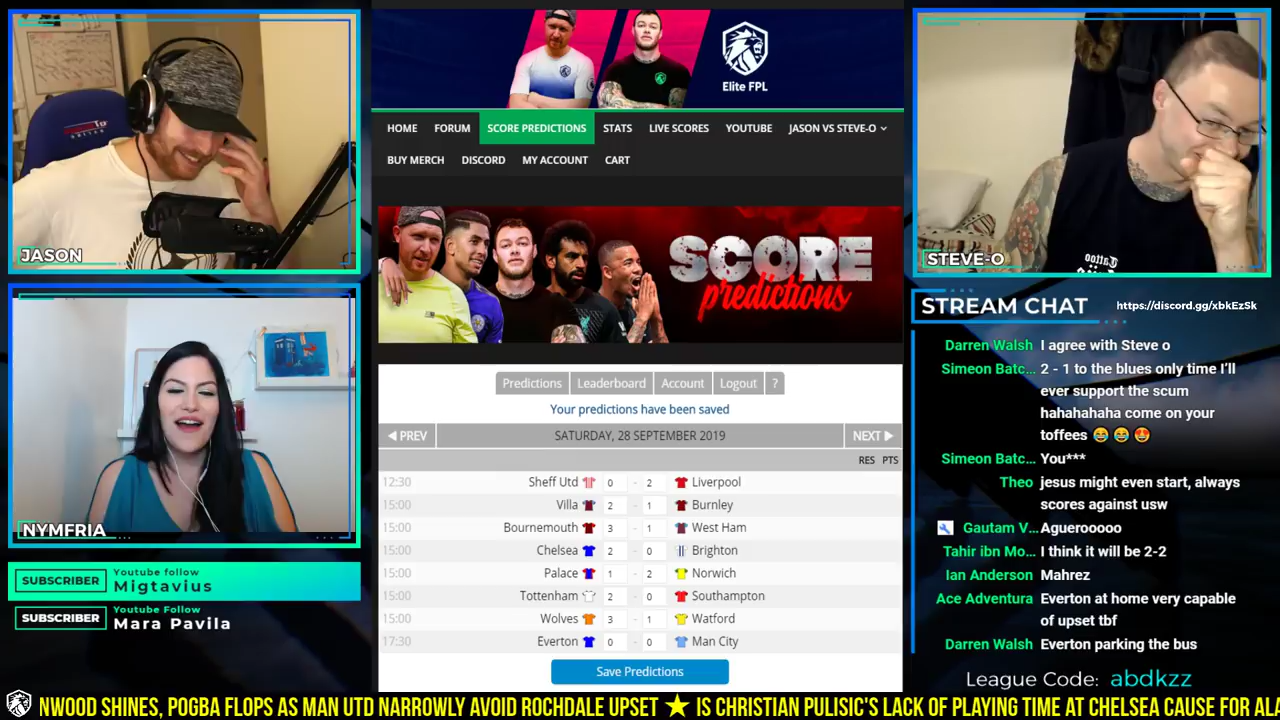 JASON
NYMFRIA
SUBSCRIBER
Youtube follow
Migtavius
SUBSCRIBER
Youtube Follow
Mara Pavila
Elite FPL
HOME FORUM SCORE PREDICTIONS STATS LIVE SCORES YOUTUBE JASON VS STEVE-O
BUY MERCH DISCORD MY ACCOUNT CART
SCORE
predictions
Predictions Leaderboard Account Logout ?
Your predictions have been saved
◀ PREV SATURDAY, 28 SEPTEMBER 2019 NEXT ▶
RES PTS
12:30 Sheff Utd 0 - 2 Liverpool
15:00 Villa 2 - 1 Burnley
15:00 Bournemouth 3 - 1 West Ham
15:00 Chelsea 2 - 0 Brighton
15:00 Palace 1 - 2 Norwich
15:00 Tottenham 2 - 0 Southampton
15:00 Wolves 3 - 1 Watford
17:30 Everton 0 - 0 Man City
Save Predictions
STEVE-O
STREAM CHAT https://discord.gg/xbkEzSk
Darren Walsh I agree with Steve o
Simeon Batc... 2 - 1 to the blues only time I'll
ever support the scum
hahahahaha come on your
toffees 😂 😂 😍
Simeon Batc... You***
Theo jesus might even start, always
scores against usw
Gautam V... Aguerooooo
Tahir ibn Mo... I think it will be 2-2
Ian Anderson Mahrez
Ace Adventura Everton at home very capable
of upset tbf
Darren Walsh Everton parking the bus
League Code: abdkzz
NWOOD SHINES, POGBA FLOPS AS MAN UTD NARROWLY AVOID ROCHDALE UPSET ★ IS CHRISTIAN PULISIC'S LACK OF PLAYING TIME AT CHELSEA CAUSE FOR ALA